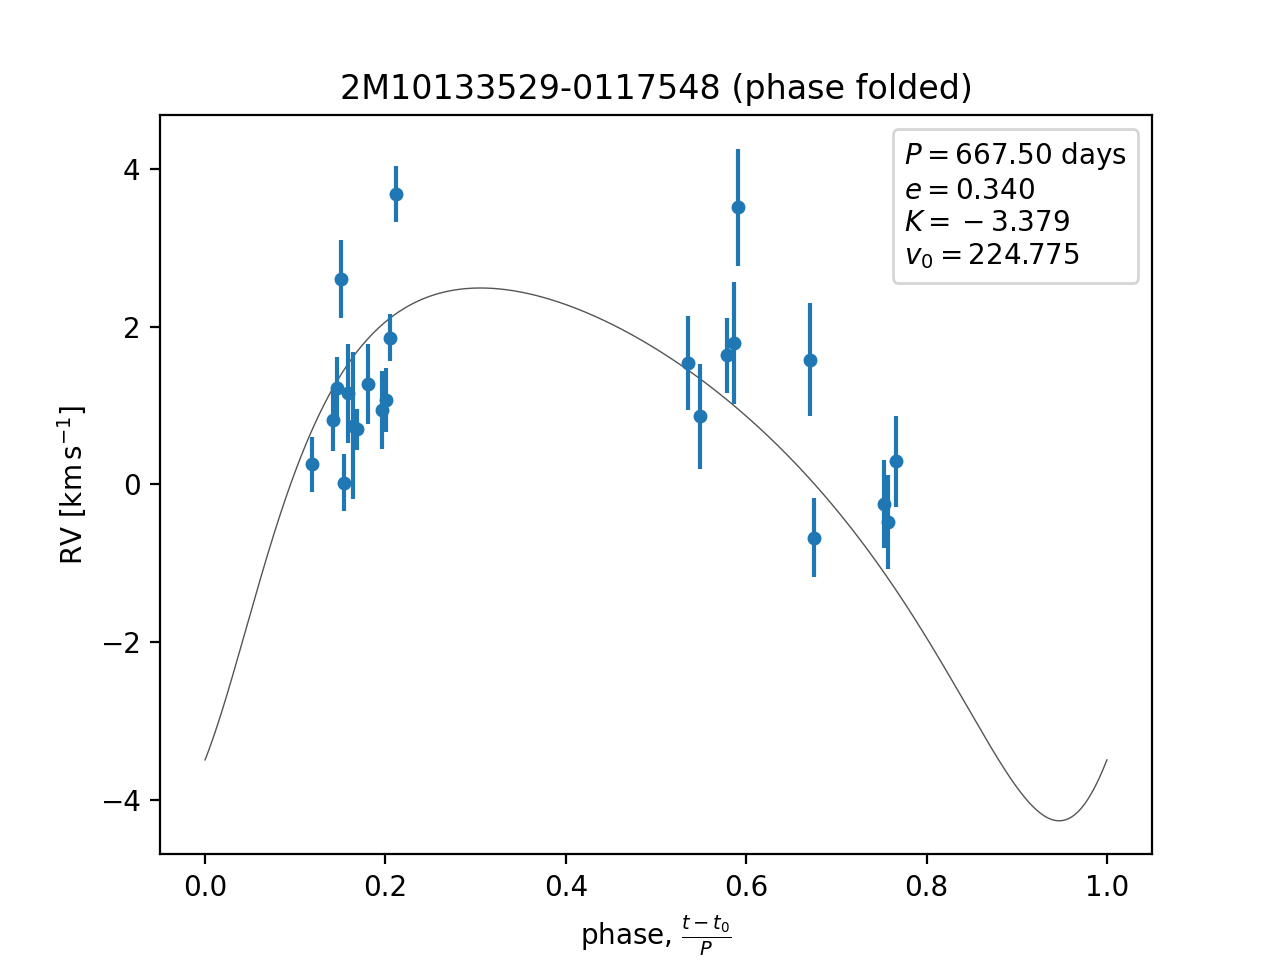 2M10133529-0117548 (phase folded)
P = 667.50 days
e = 0.340
K = −3.379
v₀ = 224.775
RV [km s⁻¹]
4
2
0
−2
−4
0.0 0.2 0.4 0.6 0.8 1.0
phase, (t − t₀)/P